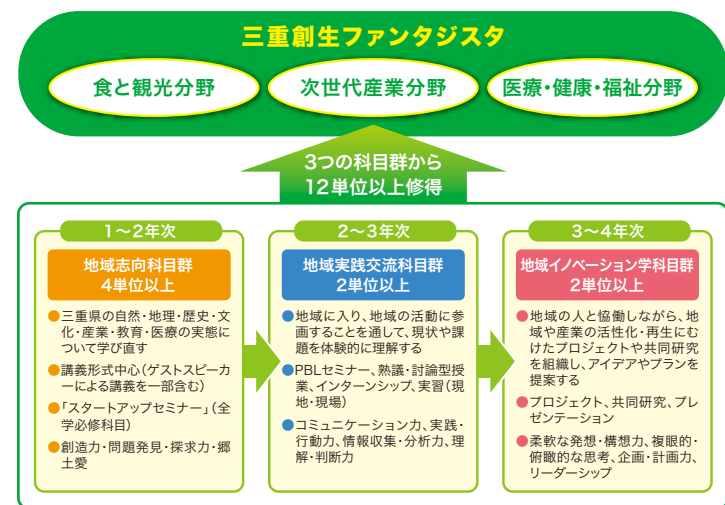 三重創生ファンタジスタ
食と観光分野
次世代産業分野
医療・健康・福祉分野
3つの科目群から
12単位以上修得
1〜2年次
地域志向科目群
4単位以上
●三重県の自然・地理・歴史・文
化・産業・教育・医療の実態に
ついて学び直す
●講義形式中心(ゲストスピーカ
ーによる講義を一部含む)
●「スタートアップセミナー」(全
学必修科目)
●創造力・問題発見・探求力・郷
土愛
2〜3年次
地域実践交流科目群
2単位以上
●地域に入り、地域の活動に参
画することを通して、現状や課
題を体験的に理解する
●PBLセミナー、熟議・討論型授
業、インターンシップ、実習(現
地・現場)
●コミュニケーション力、実践・
行動力、情報収集・分析力、理
解・判断力
3〜4年次
地域イノベーション学科目群
2単位以上
●地域の人と協働しながら、地
域や産業の活性化・再生にむ
けたプロジェクトや共同研究
を組織し、アイデアやプランを
提案する
●プロジェクト、共同研究、プレ
ゼンテーション
●柔軟な発想・構想力、複眼的・
俯瞰的な思考、企画・計画力、
リーダーシップ